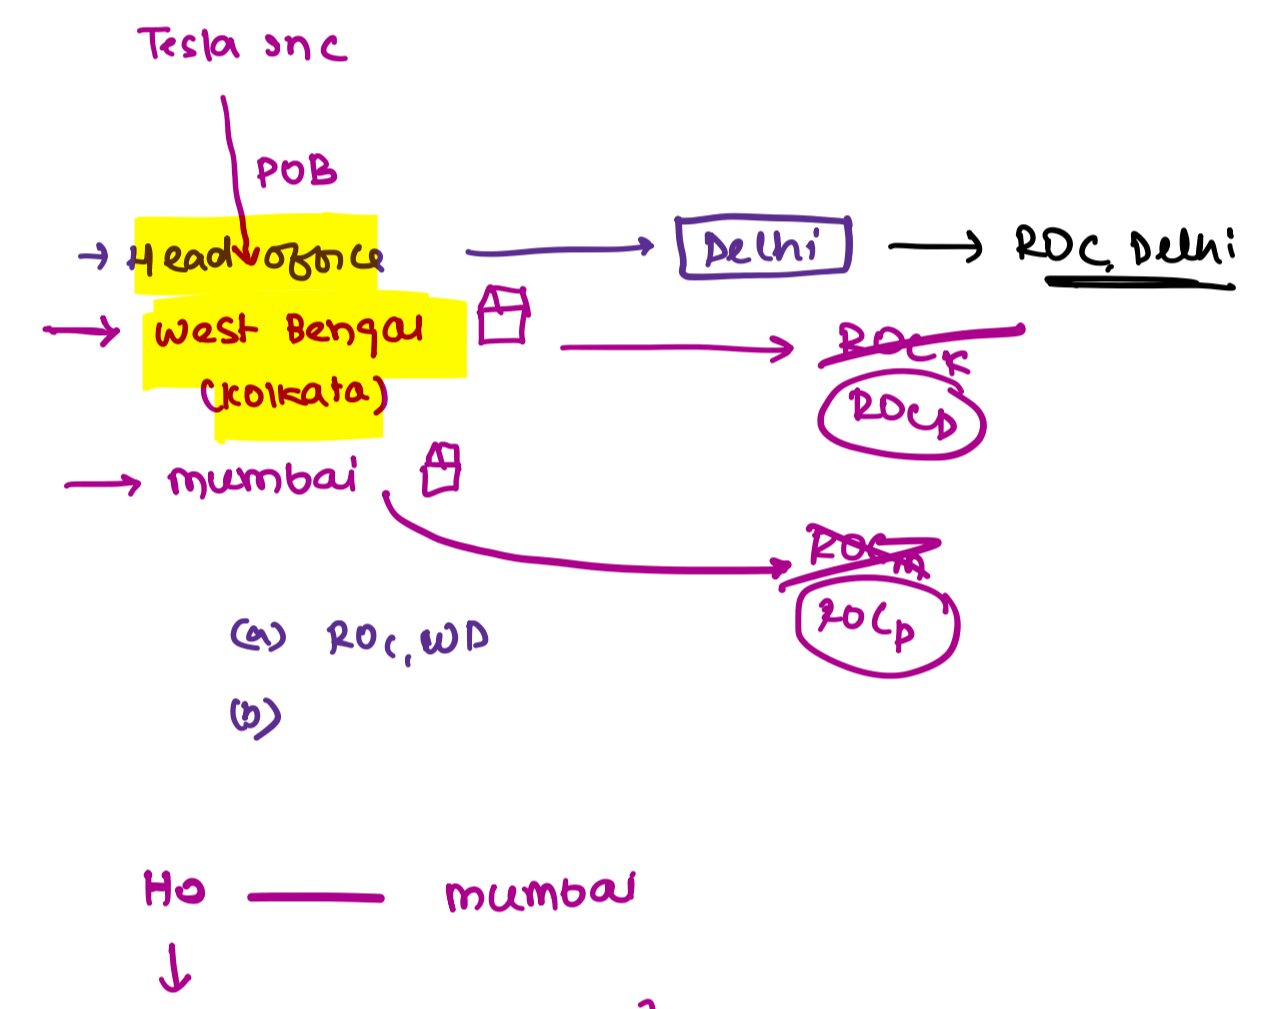 Tesla Inc
POB
Head office Delhi ROC, Delhi
West Bengal ROC K
(Kolkata) ROC D
mumbai
ROC M
(a) ROC, WD ROC D
(b)
HO mumbai